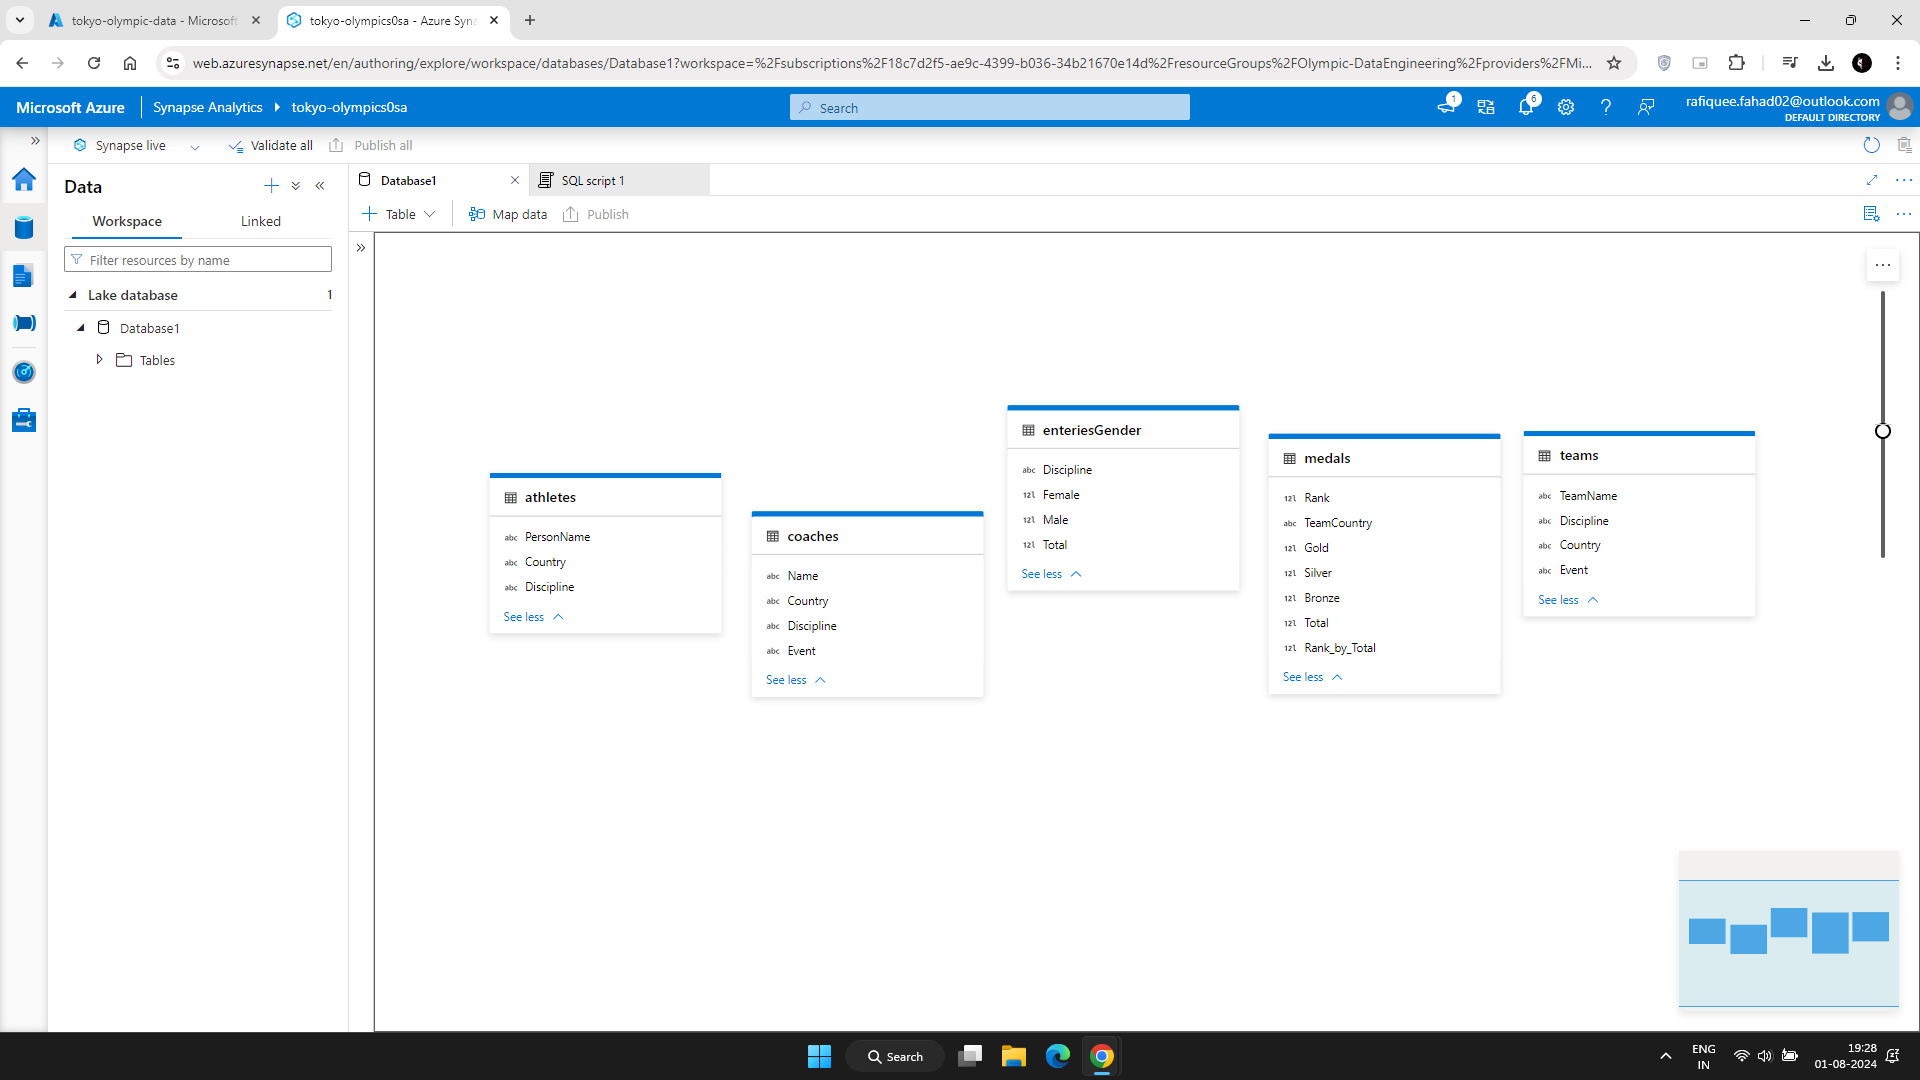 tokyo-olympic-data - Microsoft
tokyo-olympics0sa - Azure Syna
web.azuresynapse.net/en/authoring/explore/workspace/databases/Database1?workspace=%2Fsubscriptions%2F18c7d2f5-ae9c-4399-b036-34b21670e14d%2FresourceGroups%2FOlympic-DataEngineering%2Fproviders%2FMi...
Microsoft Azure
Synapse Analytics
tokyo-olympics0sa
Search
1
6
rafiquee.fahad02@outlook.com
DEFAULT DIRECTORY
Synapse live
Validate all
Publish all
Data
Workspace
Linked
Filter resources by name
Lake database
1
Database1
Tables
Database1
SQL script 1
Table
Map data
Publish
athletes
abc PersonName
abc Country
abc Discipline
See less
coaches
abc Name
abc Country
abc Discipline
abc Event
See less
enteriesGender
abc Discipline
12l Female
12l Male
12l Total
See less
medals
12l Rank
abc TeamCountry
12l Gold
12l Silver
12l Bronze
12l Total
12l Rank_by_Total
See less
teams
abc TeamName
abc Discipline
abc Country
abc Event
See less
Search
ENG
IN
19:28
01-08-2024